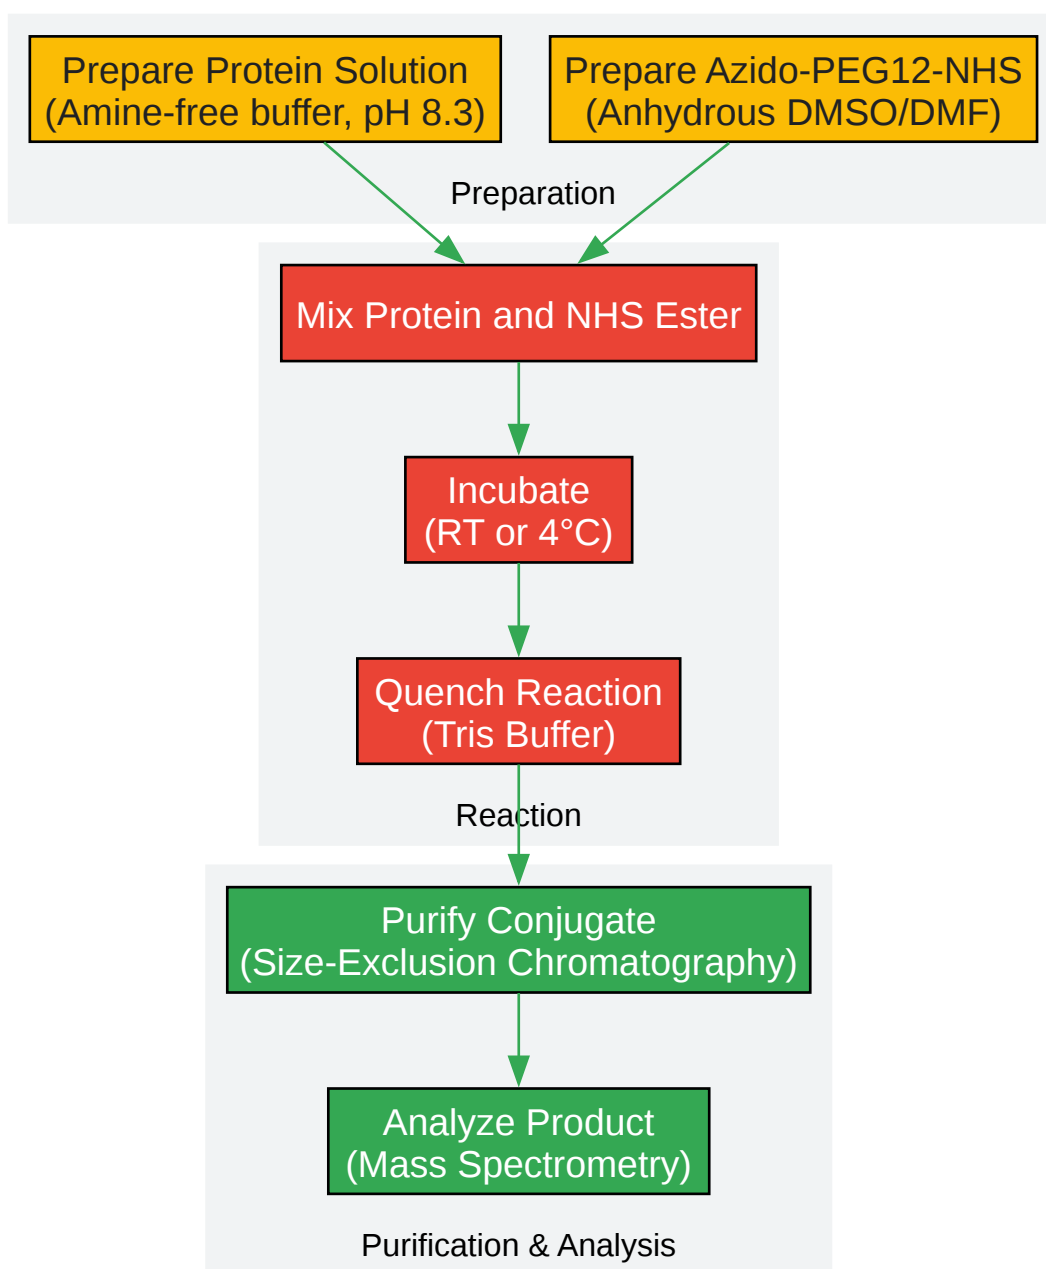 Prepare Protein Solution
(Amine-free buffer, pH 8.3)
Prepare Azido-PEG12-NHS
(Anhydrous DMSO/DMF)
Preparation
Mix Protein and NHS Ester
Incubate
(RT or 4°C)
Quench Reaction
(Tris Buffer)
Reaction
Purify Conjugate
(Size-Exclusion Chromatography)
Analyze Product
(Mass Spectrometry)
Purification & Analysis